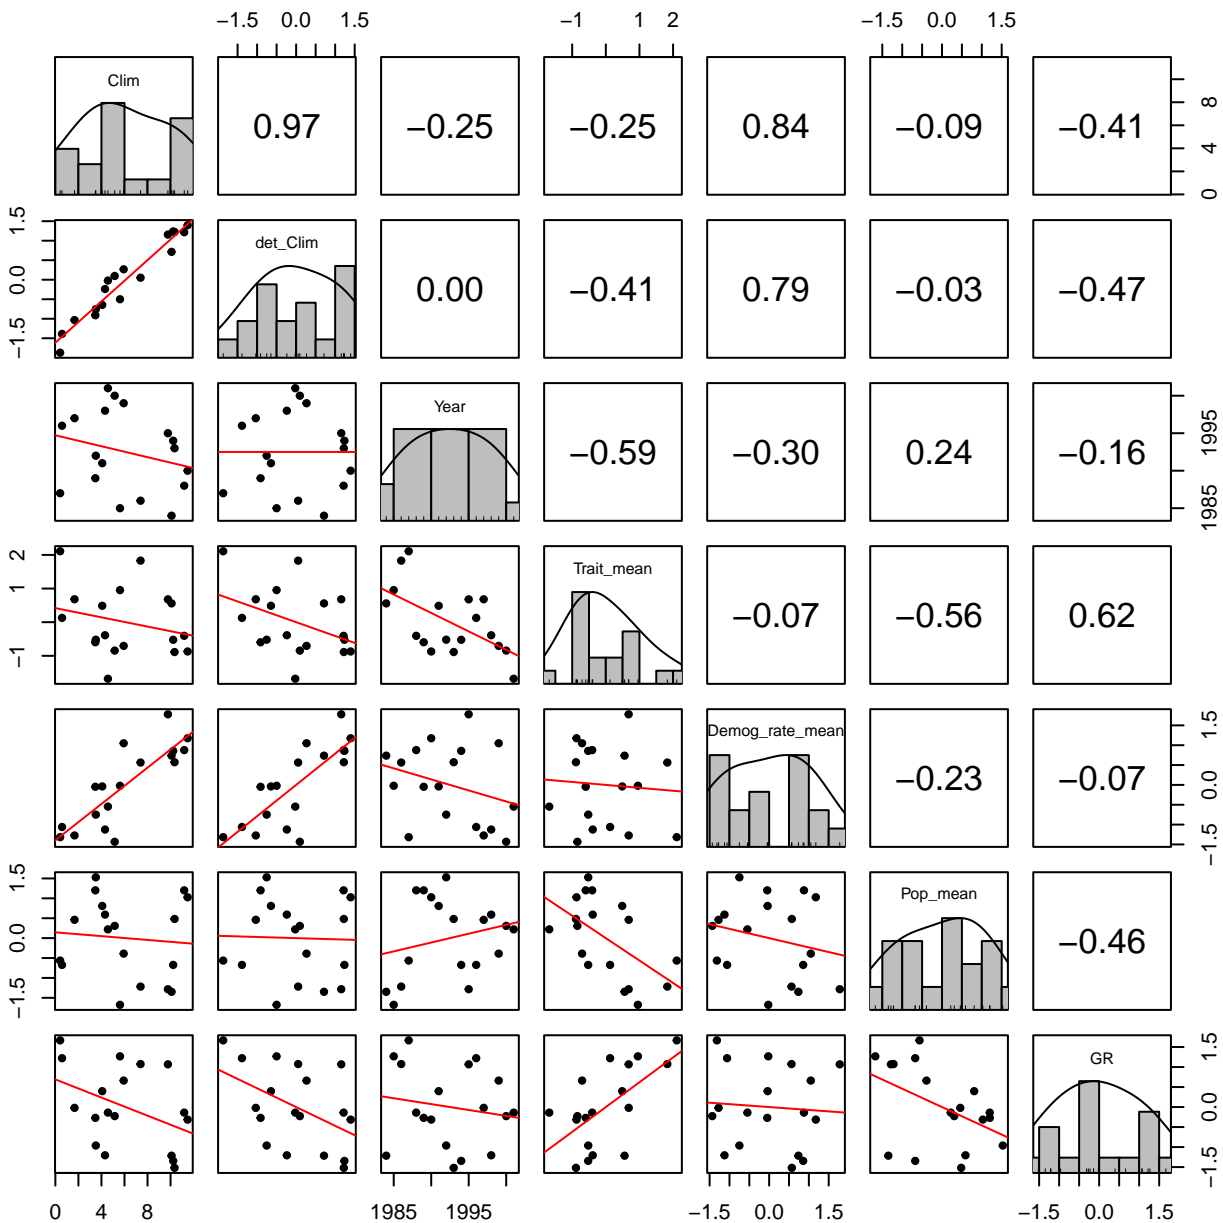 −1.5 0.0 1.5 −1 1 2 −1.5 0.0 1.5
Clim 0.97 −0.25 −0.25 0.84 −0.09 −0.41 0 4 8
−1.5 0.0 1.5 det_Clim 0.00 −0.41 0.79 −0.03 −0.47
Year −0.59 −0.30 0.24 −0.16 1985 1995
−1 1 2 Trait_mean −0.07 −0.56 0.62
Demog_rate_mean −0.23 −0.07 −1.5 0.0 1.5
−1.5 0.0 1.5 Pop_mean −0.46
GR −1.5 0.0 1.5
0 4 8 1985 1995 −1.5 0.0 1.5 −1.5 0.0 1.5